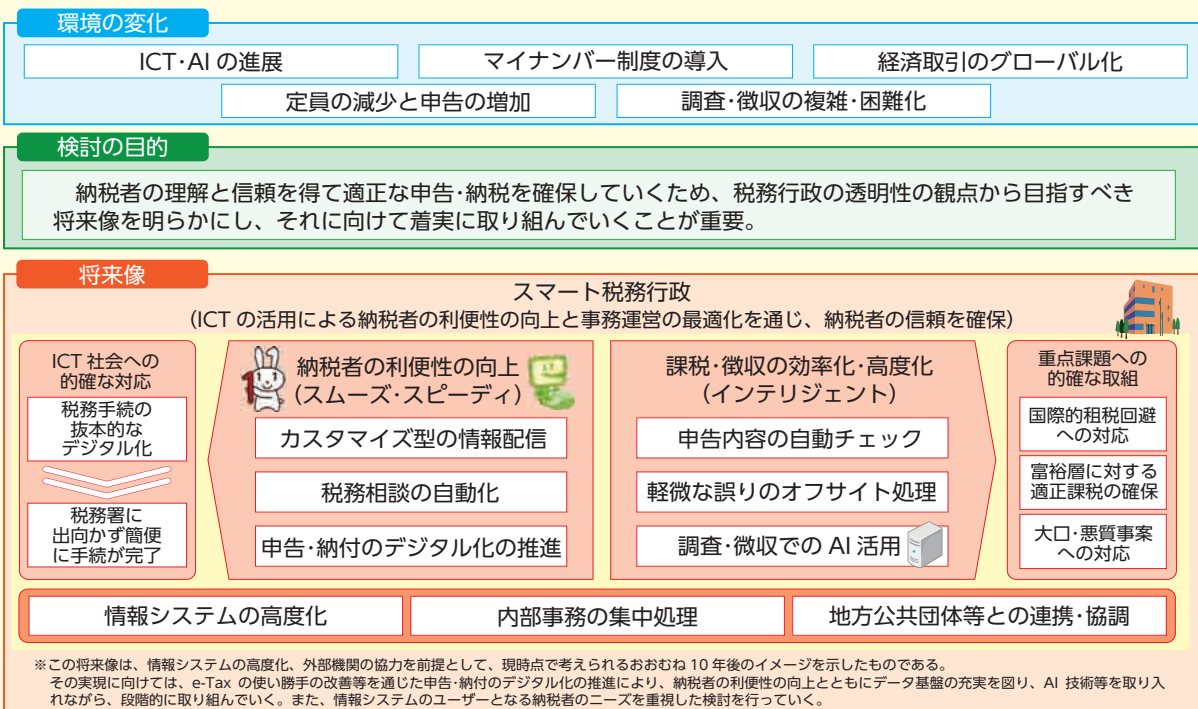 環境の変化
ICT･AI の進展
マイナンバー制度の導入
経済取引のグローバル化
定員の減少と申告の増加
調査･徴収の複雑･困難化
検討の目的
納税者の理解と信頼を得て適正な申告･納税を確保していくため、税務行政の透明性の観点から目指すべき
将来像を明らかにし、それに向けて着実に取り組んでいくことが重要。
将来像
スマート税務行政
（ICT の活用による納税者の利便性の向上と事務運営の最適化を通じ、納税者の信頼を確保）
ICT 社会への
的確な対応
税務手続の
抜本的な
デジタル化
税務署に
出向かず簡便
に手続が完了
納税者の利便性の向上
（スムーズ･スピーディ）
カスタマイズ型の情報配信
税務相談の自動化
申告･納付のデジタル化の推進
課税･徴収の効率化･高度化
（インテリジェント）
申告内容の自動チェック
軽微な誤りのオフサイト処理
調査･微収での AI 活用
重点課題への
的確な取組
国際的租税回避
への対応
富裕層に対する
適正課税の確保
大口･悪質事案
への対応
情報システムの高度化
内部事務の集中処理
地方公共団体等との連携･協調
※この将来像は、情報システムの高度化、外部機関の協力を前提として、現時点で考えられるおおむね 10 年後のイメージを示したものである。
その実現に向けては、e-Tax の使い勝手の改善等を通じた申告･納付のデジタル化の推進により、納税者の利便性の向上とともにデータ基盤の充実を図り、AI 技術等を取り入
れながら、段階的に取り組んでいく。また、情報システムのユーザーとなる納税者のニーズを重視した検討を行っていく。